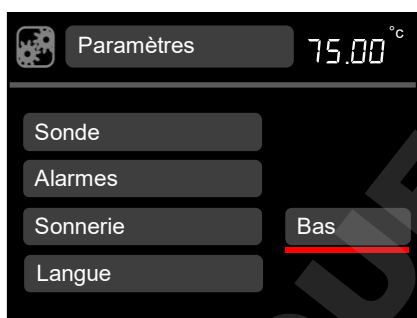 Paramètres
75.00 °c
Sonde
Alarmes
Sonnerie
Bas
Langue